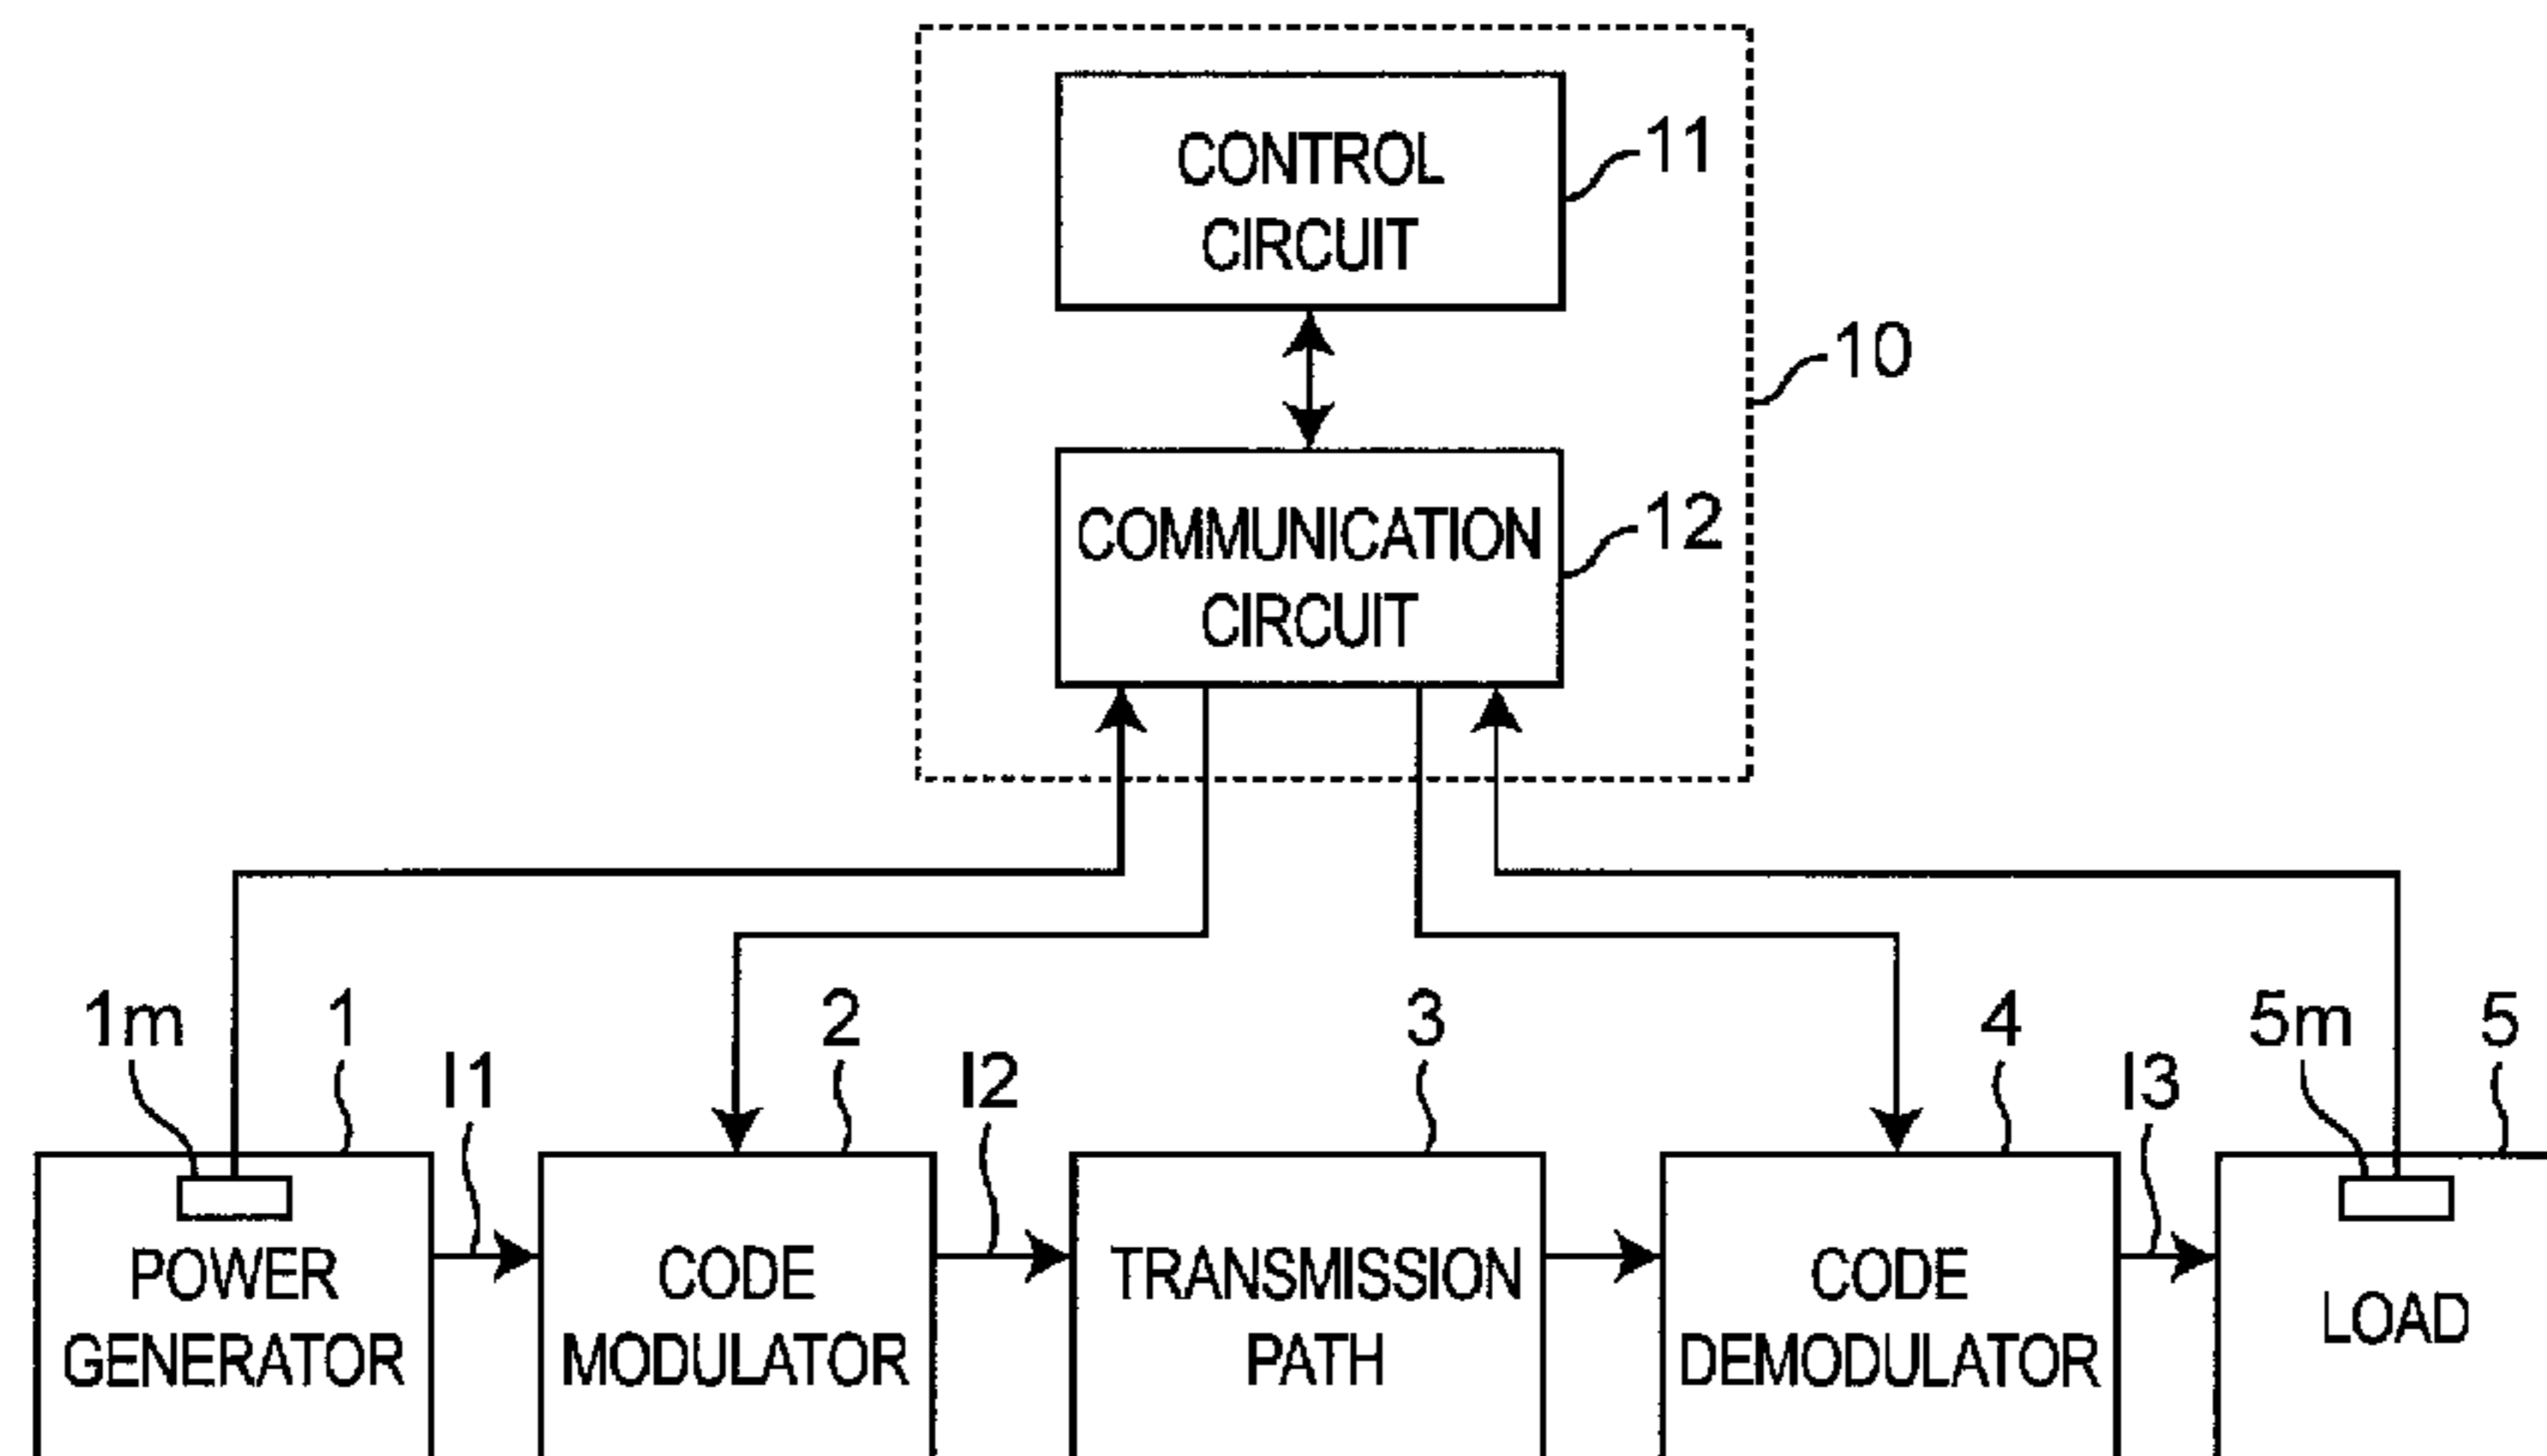 CONTROL
CIRCUIT
11
10
COMMUNICATION
CIRCUIT
12
1m
1
I1
2
I2
3
4
I3
5m
5
POWER
GENERATOR
CODE
MODULATOR
TRANSMISSION
PATH
CODE
DEMODULATOR
LOAD